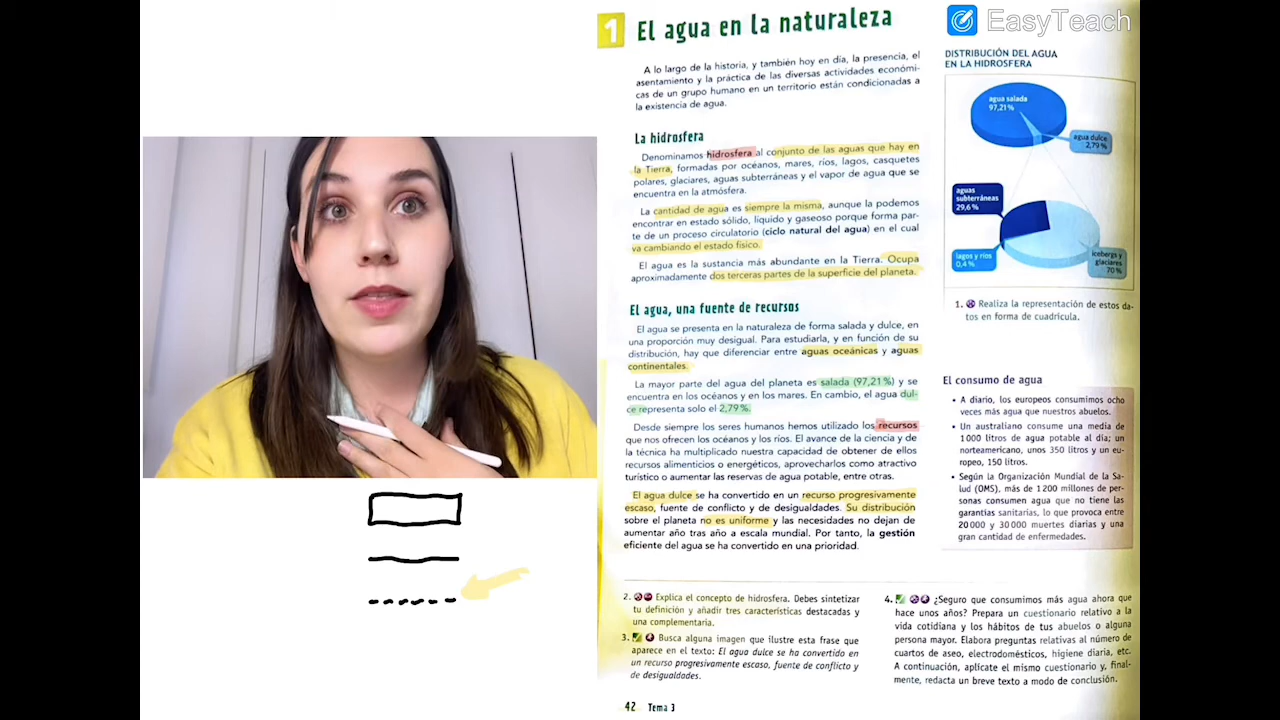 1 El agua en la naturaleza
EasyTeach
A lo largo de la historia, y también hoy en día, la presencia, el
asentamiento y la práctica de las diversas actividades económi-
cas de un grupo humano en un territorio están condicionadas a
la existencia de agua.
La hidrosfera
Denominamos hidrosfera al conjunto de las aguas que hay en
la Tierra, formadas por océanos, mares, ríos, lagos, casquetes
polares, glaciares, aguas subterráneas y el vapor de agua que se
encuentra en la atmósfera.
La cantidad de agua es siempre la misma, aunque la podemos
encontrar en estado sólido, líquido y gaseoso porque forma par-
te de un proceso circulatorio (ciclo natural del agua) en el cual
va cambiando el estado físico.
El agua es la sustancia más abundante en la Tierra. Ocupa
aproximadamente dos terceras partes de la superficie del planeta.
El agua, una fuente de recursos
El agua se presenta en la naturaleza de forma salada y dulce, en
una proporción muy desigual. Para estudiarla, y en función de su
distribución, hay que diferenciar entre aguas oceánicas y aguas
continentales.
La mayor parte del agua del planeta es salada (97,21%) y se
encuentra en los océanos y en los mares. En cambio, el agua dul-
ce representa solo el 2,79%.
Desde siempre los seres humanos hemos utilizado los recursos
que nos ofrecen los océanos y los ríos. El avance de la ciencia y de
la técnica ha multiplicado nuestra capacidad de obtener de ellos
recursos alimenticios o energéticos, aprovecharlos como atractivo
turístico o aumentar las reservas de agua potable, entre otras.
El agua dulce se ha convertido en un recurso progresivamente
escaso, fuente de conflicto y de desigualdades. Su distribución
sobre el planeta no es uniforme y las necesidades no dejan de
aumentar año tras año a escala mundial. Por tanto, la gestión
eficiente del agua se ha convertido en una prioridad.
DISTRIBUCIÓN DEL AGUA
EN LA HIDROSFERA
agua salada
97,21%
agua dulce
2,79%
aguas
subterráneas
29,6%
lagos y ríos
0,4%
icebergs y
glaciares
70%
1. Realiza la representación de estos da-
tos en forma de cuadrícula.
El consumo de agua
• A diario, los europeos consumimos ocho
veces más agua que nuestros abuelos.
• Un australiano consume una media de
1000 litros de agua potable al día; un
norteamericano, unos 350 litros y un eu-
ropeo, 150 litros.
• Según la Organización Mundial de la Sa-
lud (OMS), más de 1200 millones de per-
sonas consumen agua que no tiene las
garantías sanitarias, lo que provoca entre
20000 y 30000 muertes diarias y una
gran cantidad de enfermedades.
2. Explica el concepto de hidrosfera. Debes sintetizar
tu definición y añadir tres características destacadas y
una complementaria.
3. Busca alguna imagen que ilustre esta frase que
aparece en el texto: El agua dulce se ha convertido en
un recurso progresivamente escaso, fuente de conflicto y
de desigualdades.
4. ¿Seguro que consumimos más agua ahora que
hace unos años? Prepara un cuestionario relativo a la
vida cotidiana y los hábitos de tus abuelos o alguna
persona mayor. Elabora preguntas relativas al número de
cuartos de aseo, electrodomésticos, higiene diaria, etc.
A continuación, aplícate el mismo cuestionario y, final-
mente, redacta un breve texto a modo de conclusión.
42 Tema 3